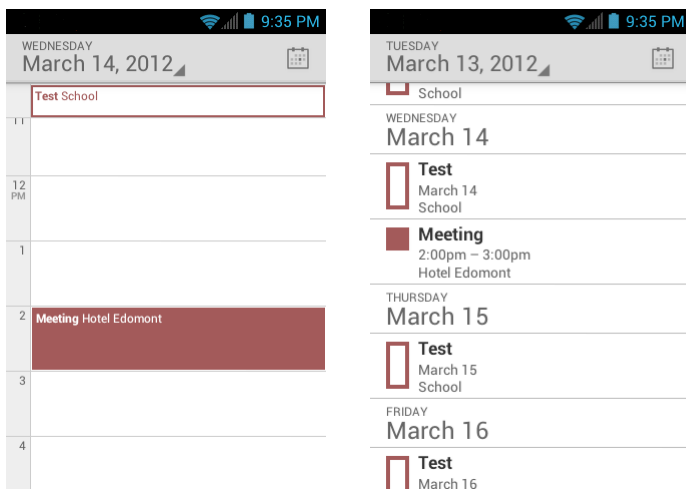 9:35 PM
WEDNESDAY
March 14, 2012
Test School
11
12
PM
1
2
Meeting Hotel Edomont
3
4
9:35 PM
TUESDAY
March 13, 2012
School
WEDNESDAY
March 14
Test
March 14
School
Meeting
2:00pm – 3:00pm
Hotel Edomont
THURSDAY
March 15
Test
March 15
School
FRIDAY
March 16
Test
March 16